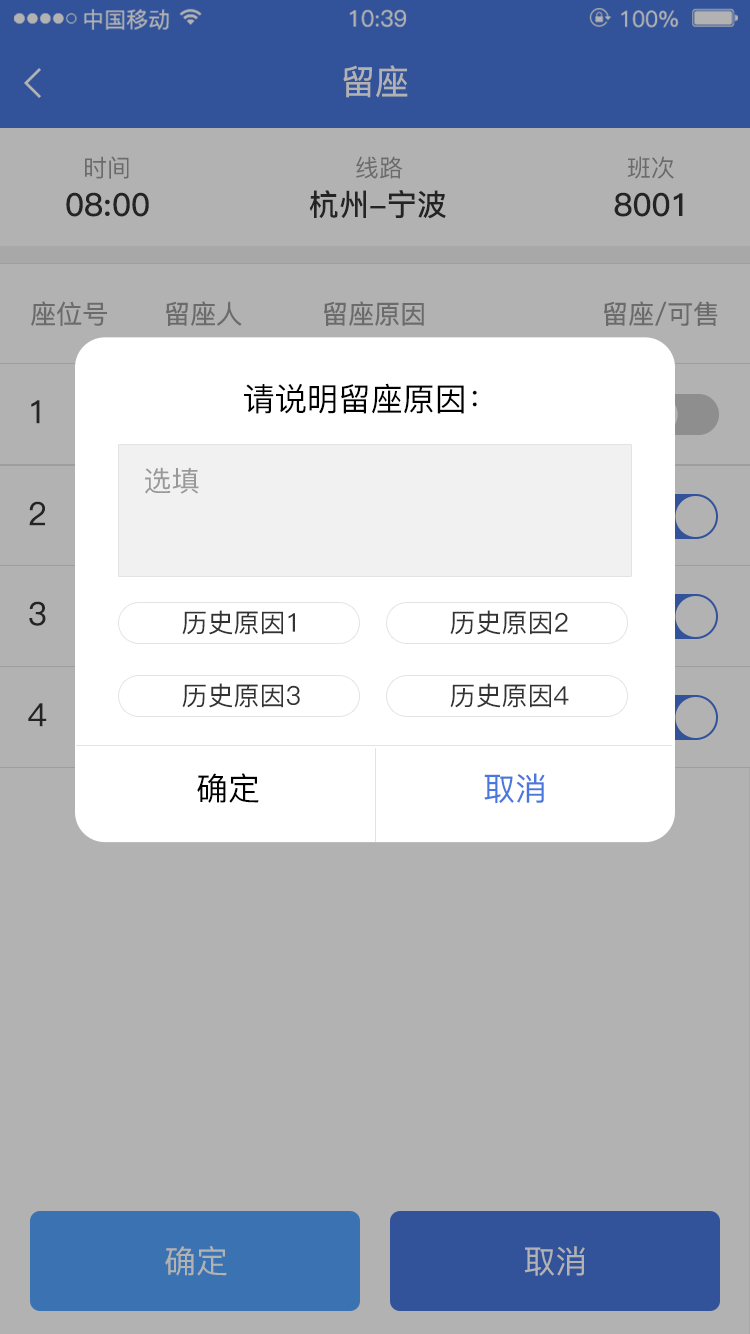 中国移动 10:39 100%
留座
时间 线路 班次
08:00 杭州–宁波 8001
座位号 留座人 留座原因 留座/可售
请说明留座原因：
1
选填
2
3
历史原因1 历史原因2
历史原因3 历史原因4
4
确定 取消
确定 取消